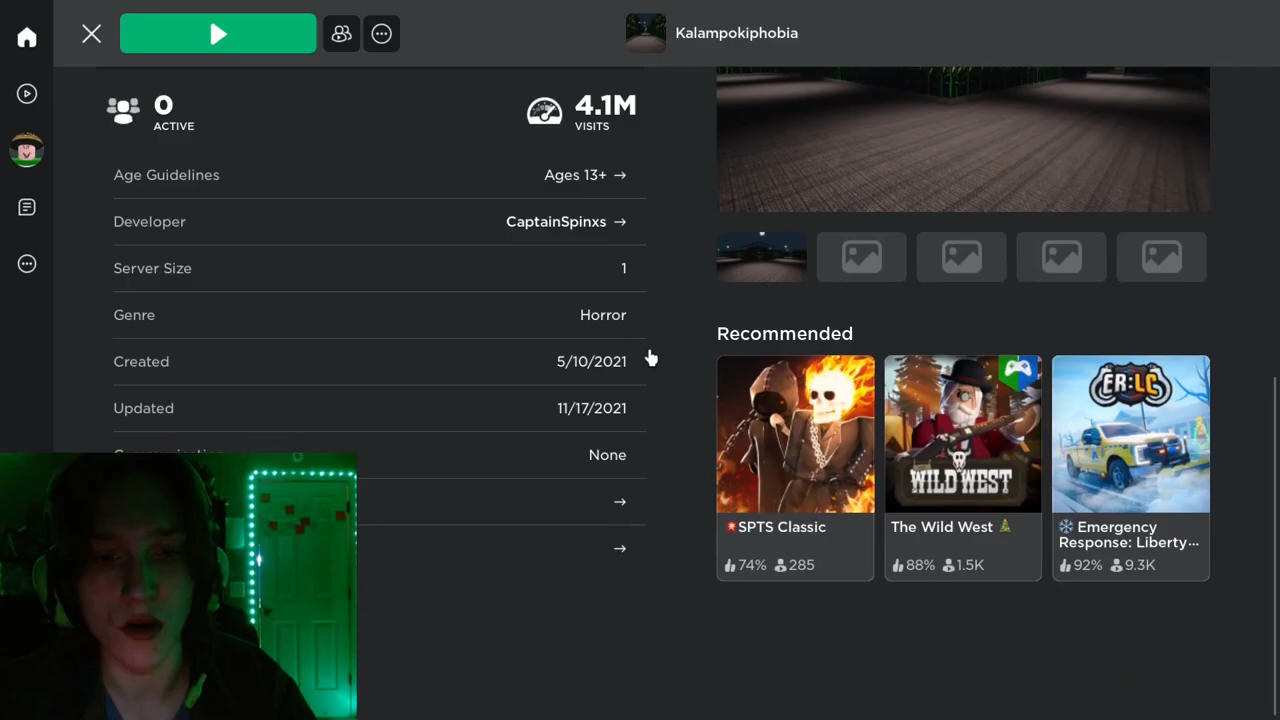 Kalampokiphobia
0
ACTIVE
4.1M
VISITS
Age Guidelines
Ages 13+
Developer
CaptainSpinxs
Server Size
1
Genre
Horror
Created
5/10/2021
Updated
11/17/2021
None
Recommended
SPTS Classic
74% 285
WILD WEST
The Wild West
88% 1.5K
ER:LC
Emergency
Response: Liberty...
92% 9.3K